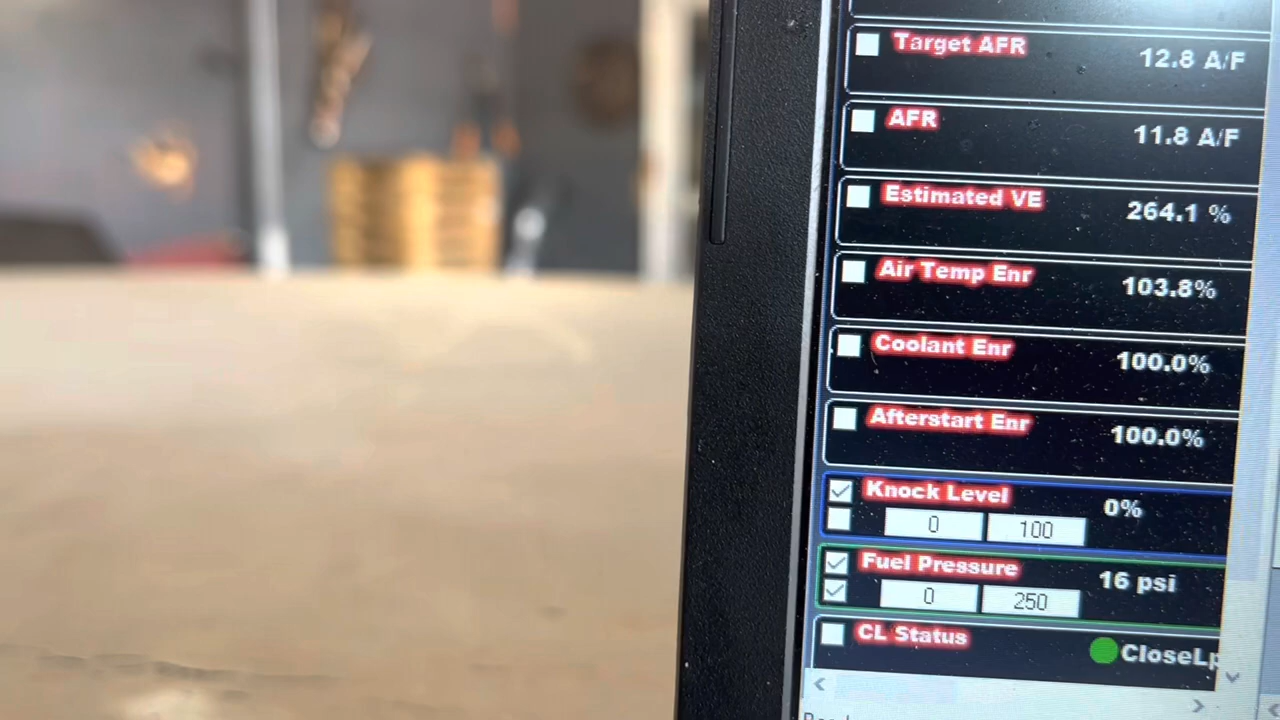 Target AFR
12.8 A/F
AFR
11.8 A/F
Estimated VE
264.1 %
Air Temp Enr
103.8%
Coolant Enr
100.0%
Afterstart Enr
100.0%
Knock Level
0%
0 100
Fuel Pressure
16 psi
0 250
CL Status
CloseLp